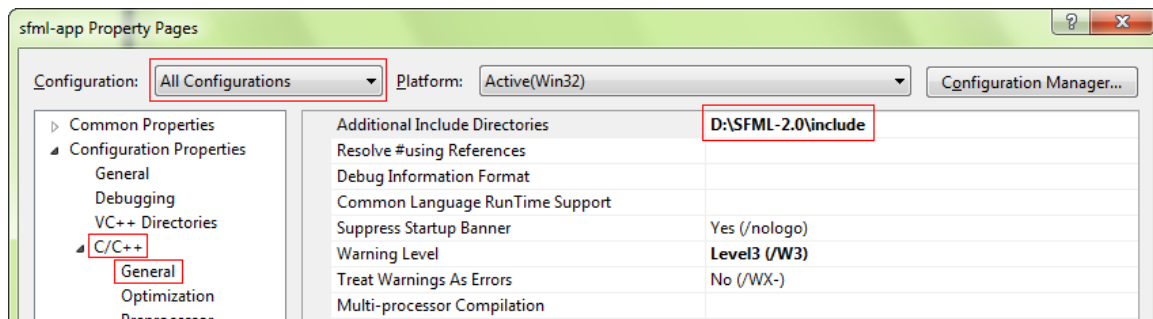 sfml-app Property Pages
Configuration: All Configurations Platform: Active(Win32) Configuration Manager...
Common Properties
Configuration Properties
General
Debugging
VC++ Directories
C/C++
General
Optimization
Preprocessor
Additional Include Directories D:\SFML-2.0\include
Resolve #using References
Debug Information Format
Common Language RunTime Support
Suppress Startup Banner Yes (/nologo)
Warning Level Level3 (/W3)
Treat Warnings As Errors No (/WX-)
Multi-processor Compilation